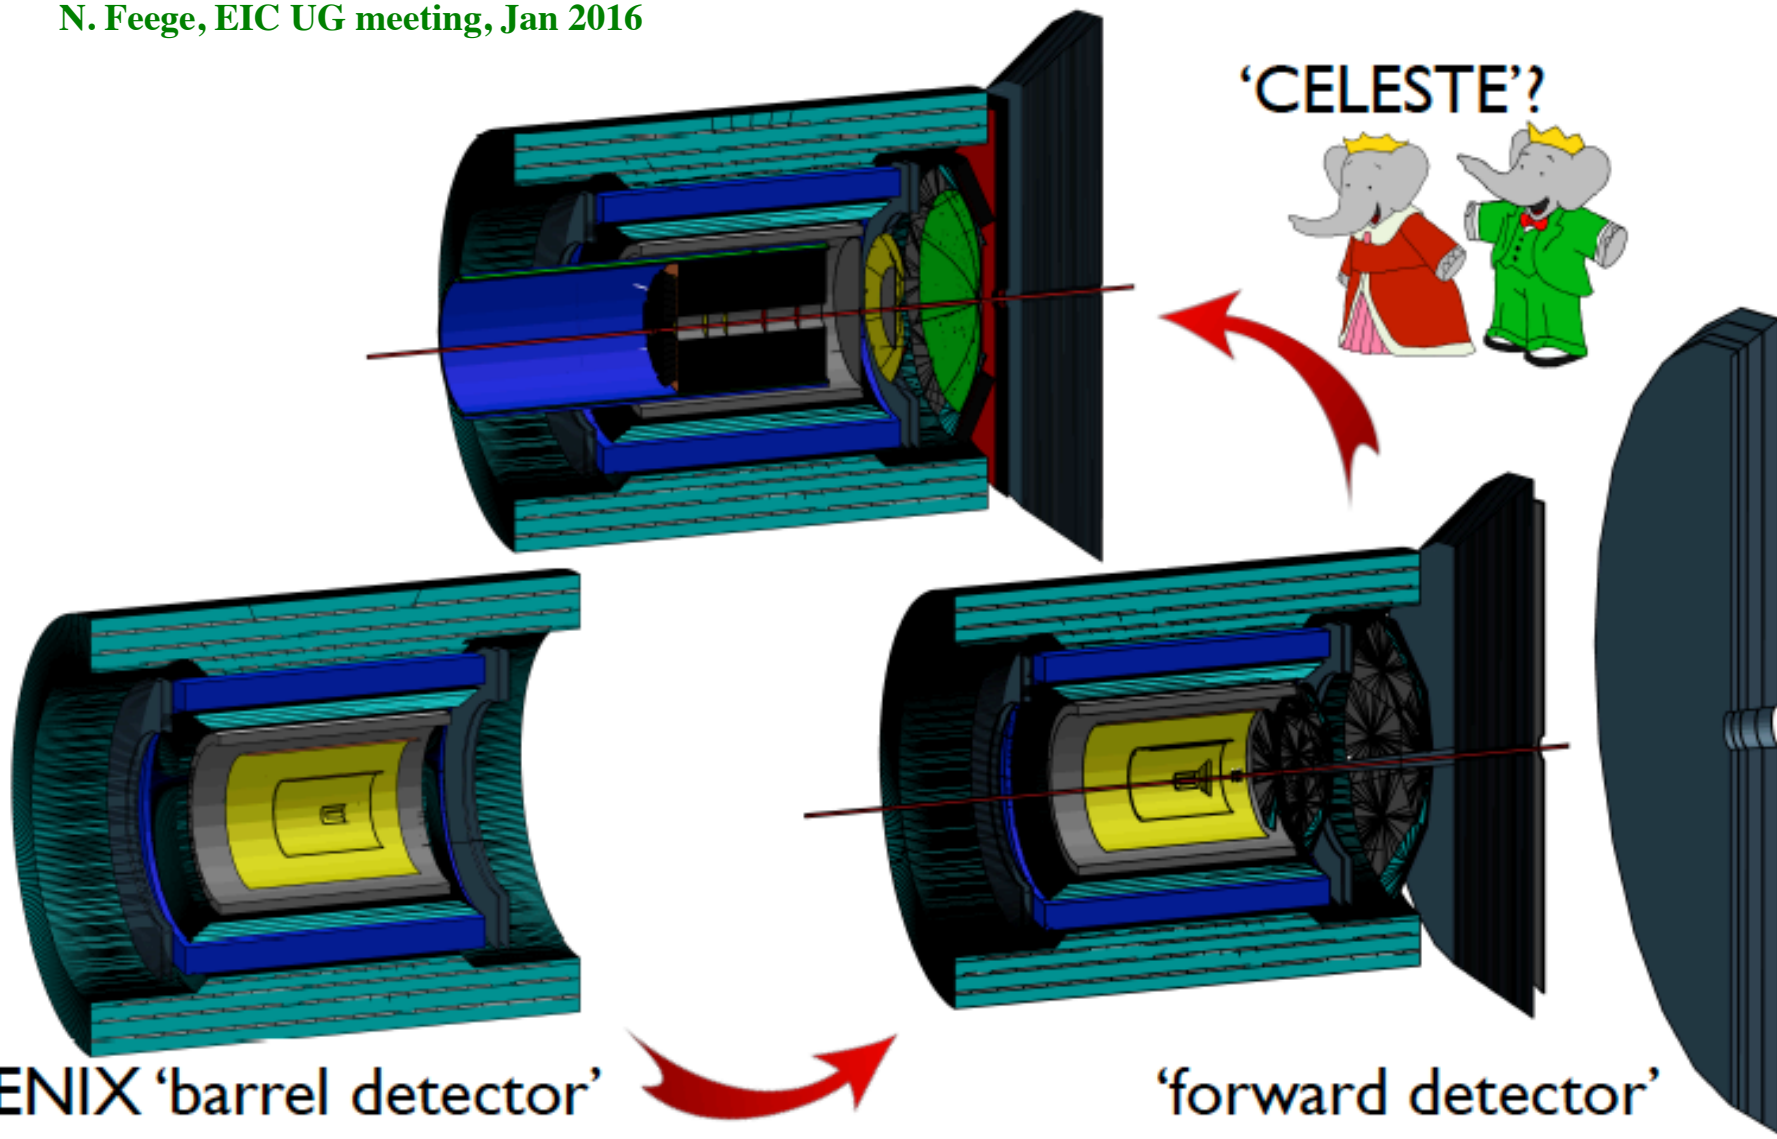 N. Feege, EIC UG meeting, Jan 2016
‘CELESTE’?
ENIX ‘barrel detector’
‘forward detector’